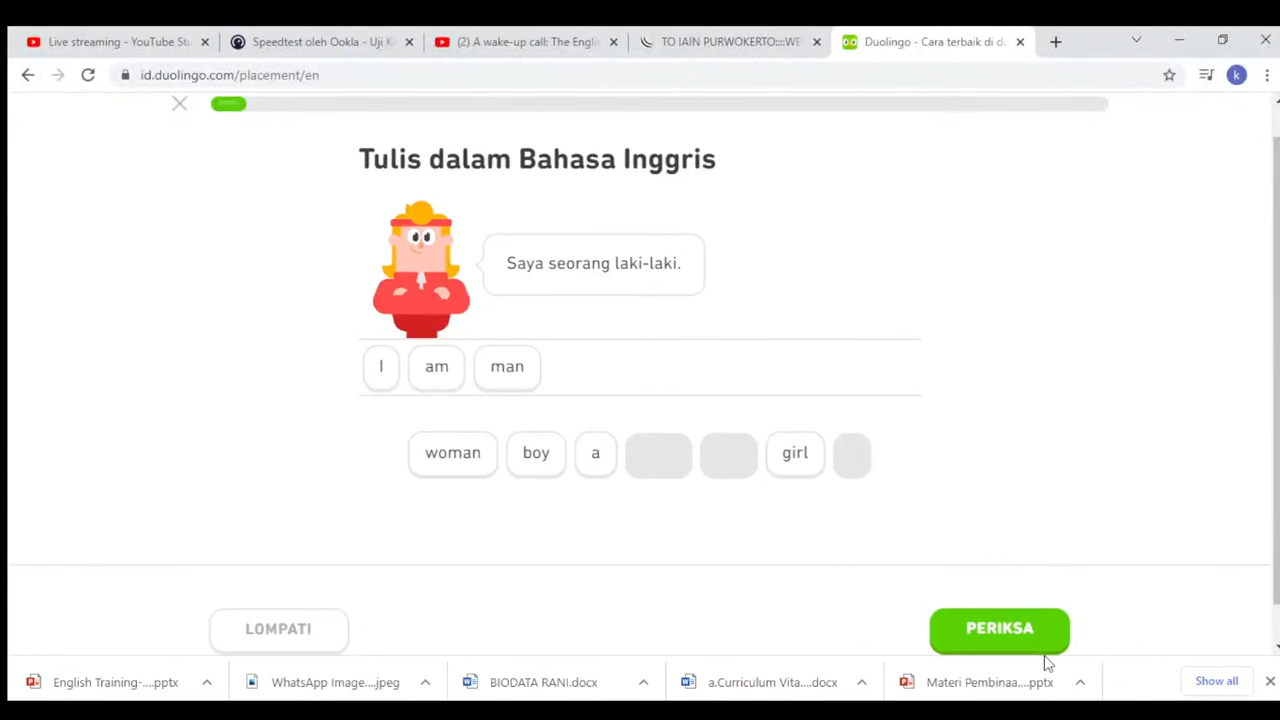 Live streaming - YouTube Stu
Speedtest oleh Ookla - Uji K
(2) A wake-up call: The Engli
TO IAIN PURWOKERTO::::WE
Duolingo - Cara terbaik di d
id.duolingo.com/placement/en
k
Tulis dalam Bahasa Inggris
Saya seorang laki-laki.
I am man
woman boy a girl
LOMPATI
PERIKSA
English Training-....pptx
WhatsApp Image....jpeg
BIODATA RANI.docx
a.Curriculum Vita....docx
Materi Pembinaa....pptx
Show all